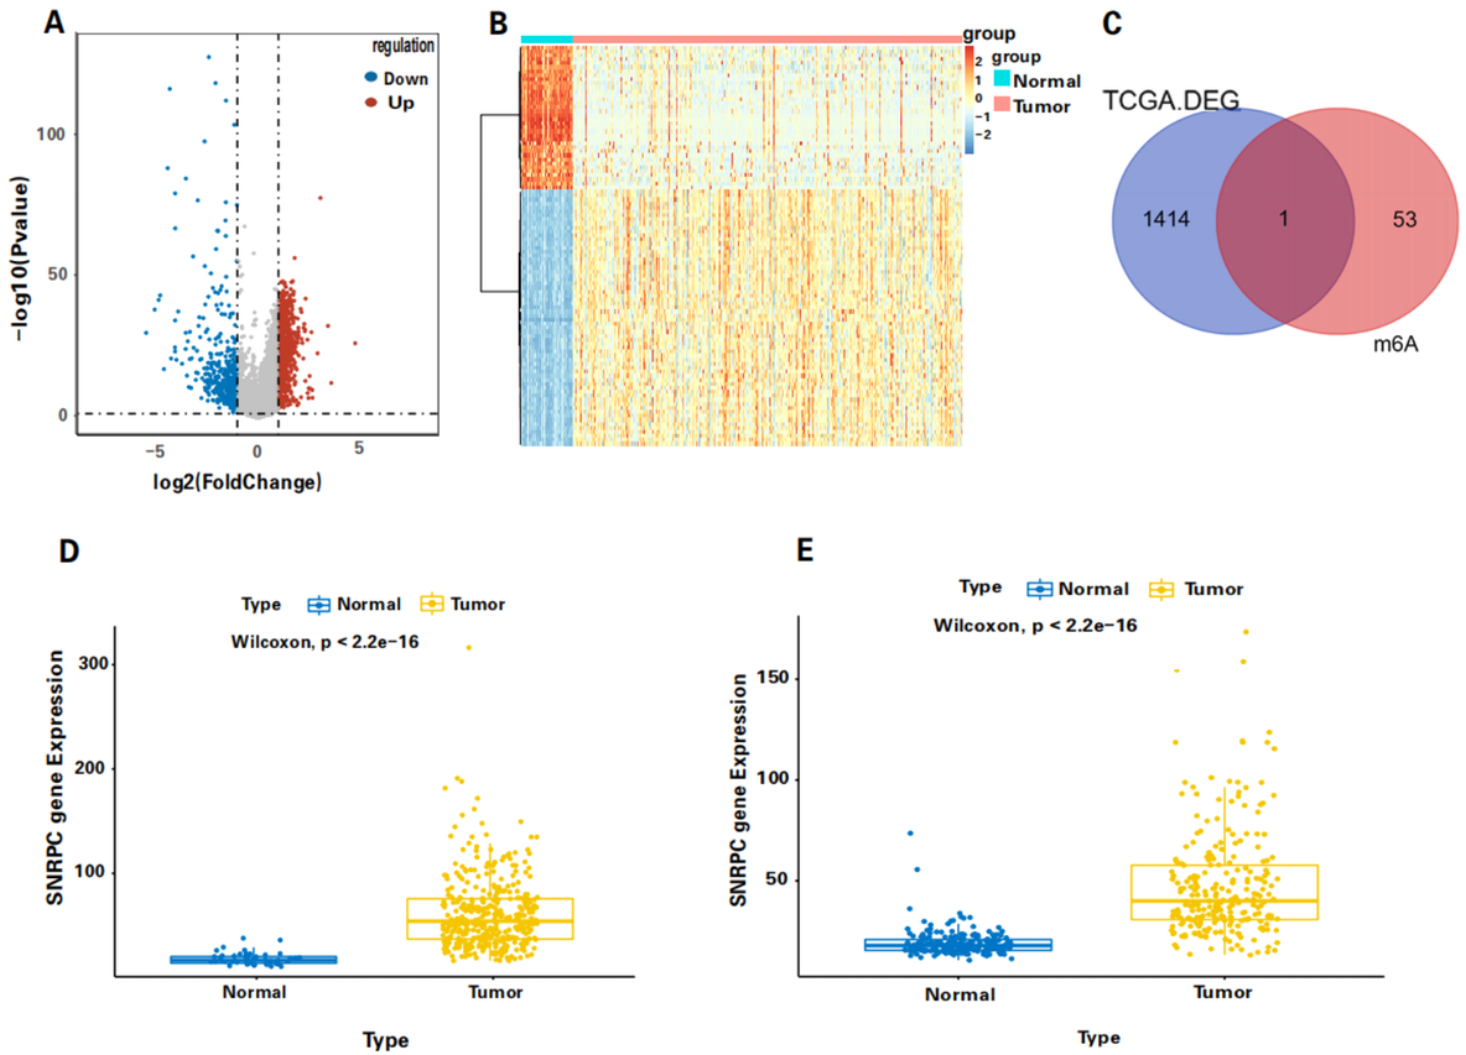 A
regulation
Down
Up
100
50
0
−log10(Pvalue)
−5
0
5
log2(FoldChange)
B
group
2
1
0
−1
−2
group
Normal
Tumor
C
TCGA.DEG
1414
1
53
m6A
D
Type
Normal
Tumor
Wilcoxon, p < 2.2e−16
300
200
100
SNRPC gene Expression
Normal
Tumor
Type
E
Type
Normal
Tumor
Wilcoxon, p < 2.2e−16
150
100
50
SNRPC gene Expression
Normal
Tumor
Type